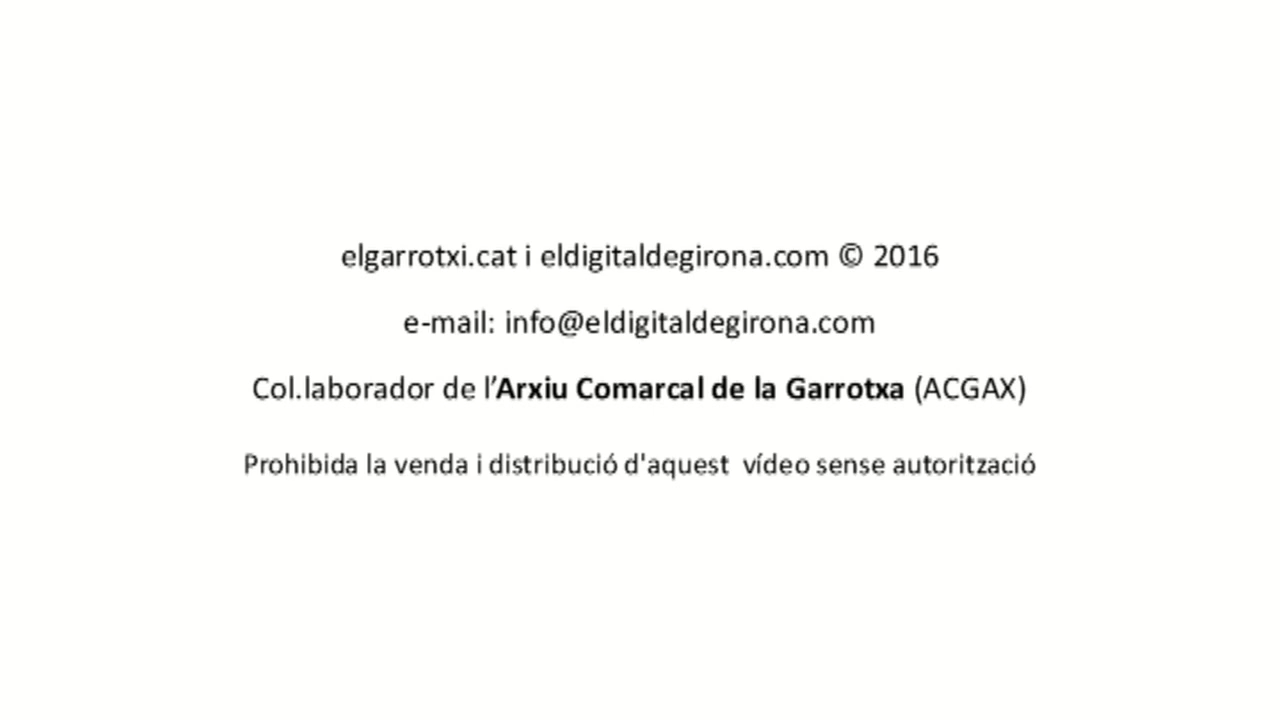 elgarrotxi.cat i eldigitaldegirona.com © 2016
e-mail: info@eldigitaldegirona.com
Col.laborador de l’Arxiu Comarcal de la Garrotxa (ACGAX)
Prohibida la venda i distribució d'aquest  vídeo sense autorització